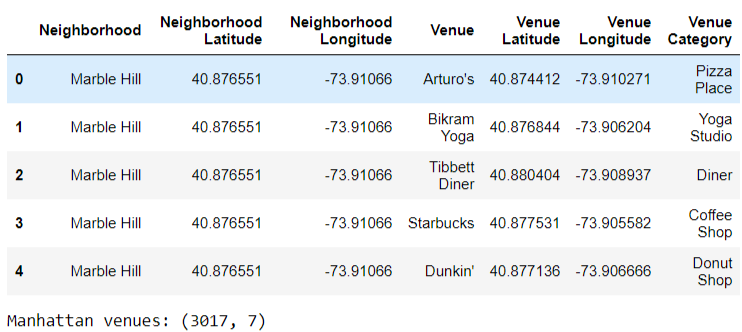 Neighborhood Neighborhood Latitude Neighborhood Longitude Venue Venue Latitude Venue Longitude Venue Category
0 Marble Hill 40.876551 -73.91066 Arturo's 40.874412 -73.910271 Pizza Place
1 Marble Hill 40.876551 -73.91066 Bikram Yoga 40.876844 -73.906204 Yoga Studio
2 Marble Hill 40.876551 -73.91066 Tibbett Diner 40.880404 -73.908937 Diner
3 Marble Hill 40.876551 -73.91066 Starbucks 40.877531 -73.905582 Coffee Shop
4 Marble Hill 40.876551 -73.91066 Dunkin' 40.877136 -73.906666 Donut Shop
Manhattan venues: (3017, 7)